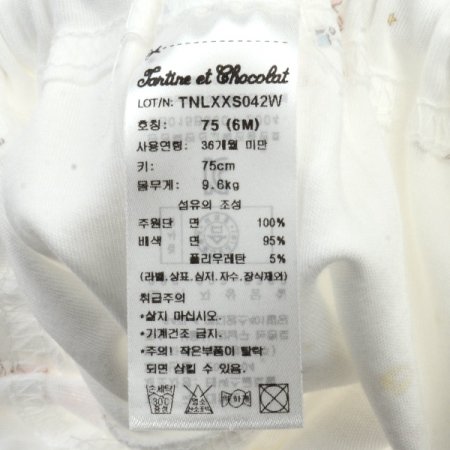 Tartine et Chocolat
LOT/N: TNLXXS042W
호칭: 75 (6M)
사용연령: 36개월 미만
키: 75cm
몸무게: 9.6kg
섬유의 조성
주원단 면 100%
배색 면 95%
폴리우레탄 5%
(라벨,상표,심지,자수,장식제외)
취급주의
*삶지 마십시오.
*기계건조 금지.
*주의! 작은부품이 탈락
되면 삼킬 수 있음.